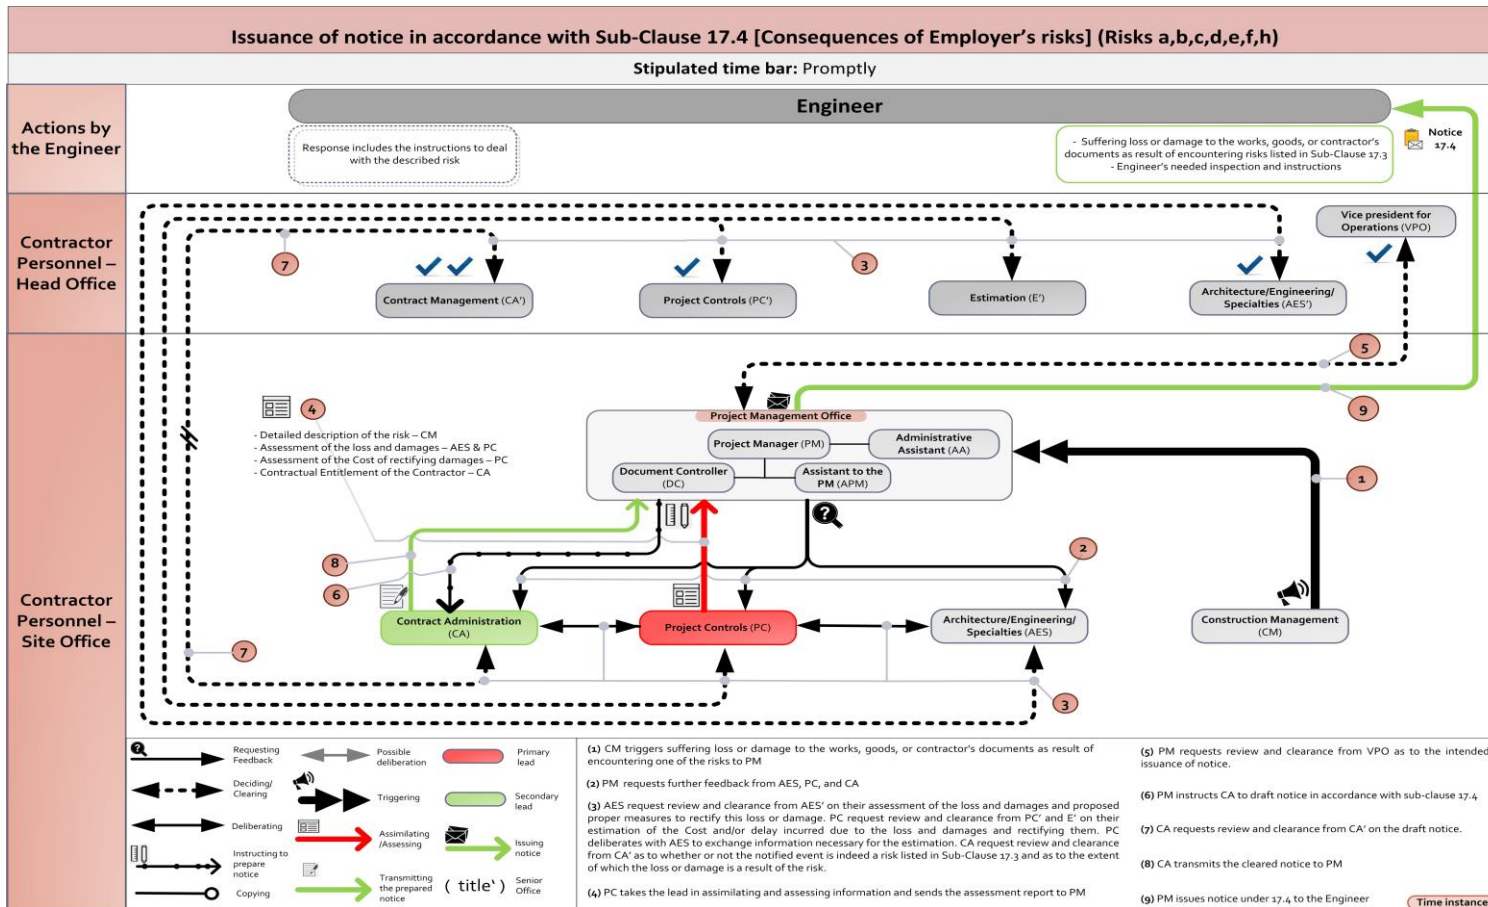 Issuance of notice in accordance with Sub-Clause 17.4 [Consequences of Employer's risks] (Risks a,b,c,d,e,f,h)
Stipulated time bar: Promptly
Actions by
the Engineer
Engineer
Response includes the instructions to deal
with the described risk
- Suffering loss or damage to the works, goods, or contractor's
documents as result of encountering risks listed in Sub-Clause 17.3
- Engineer's needed inspection and instructions
Notice
17.4
Contractor
Personnel –
Head Office
7
3
Contract Management (CA')
Project Controls (PC')
Estimation (E')
Architecture/Engineering/
Specialties (AES')
Vice president for
Operations (VPO)
Contractor
Personnel –
Site Office
5
9
4
- Detailed description of the risk – CM
- Assessment of the loss and damages – AES & PC
- Assessment of the Cost of rectifying damages – PC
- Contractual Entitlement of the Contractor – CA
Project Management Office
Project Manager (PM)
Administrative
Assistant (AA)
Document Controller
(DC)
Assistant to the
PM (APM)
1
8
6
2
Contract Administration
(CA)
Project Controls (PC)
Architecture/Engineering/
Specialties (AES)
Construction Management
(CM)
7
3
Requesting
Feedback
Possible
deliberation
Primary
lead
Deciding/
Clearing
Triggering
Secondary
lead
Deliberating
Assimilating
/Assessing
Issuing
notice
Instructing to
prepare
notice
Copying
Transmitting
the prepared
notice
( title' )
Senior
Office
(1) CM triggers suffering loss or damage to the works, goods, or contractor's documents as result of
encountering one of the risks to PM
(2) PM requests further feedback from AES, PC, and CA
(3) AES request review and clearance from AES' on their assessment of the loss and damages and proposed
proper measures to rectify this loss or damage. PC request review and clearance from PC' and E' on their
estimation of the Cost and/or delay incurred due to the loss and damages and rectifying them. PC
deliberates with AES to exchange information necessary for the estimation. CA request review and clearance
from CA' as to whether or not the notified event is indeed a risk listed in Sub-Clause 17.3 and as to the extent
of which the loss or damage is a result of the risk.
(4) PC takes the lead in assimilating and assessing information and sends the assessment report to PM
(5) PM requests review and clearance from VPO as to the intended
issuance of notice.
(6) PM instructs CA to draft notice in accordance with sub-clause 17.4
(7) CA requests review and clearance from CA' on the draft notice.
(8) CA transmits the cleared notice to PM
(9) PM issues notice under 17.4 to the Engineer
Time instance